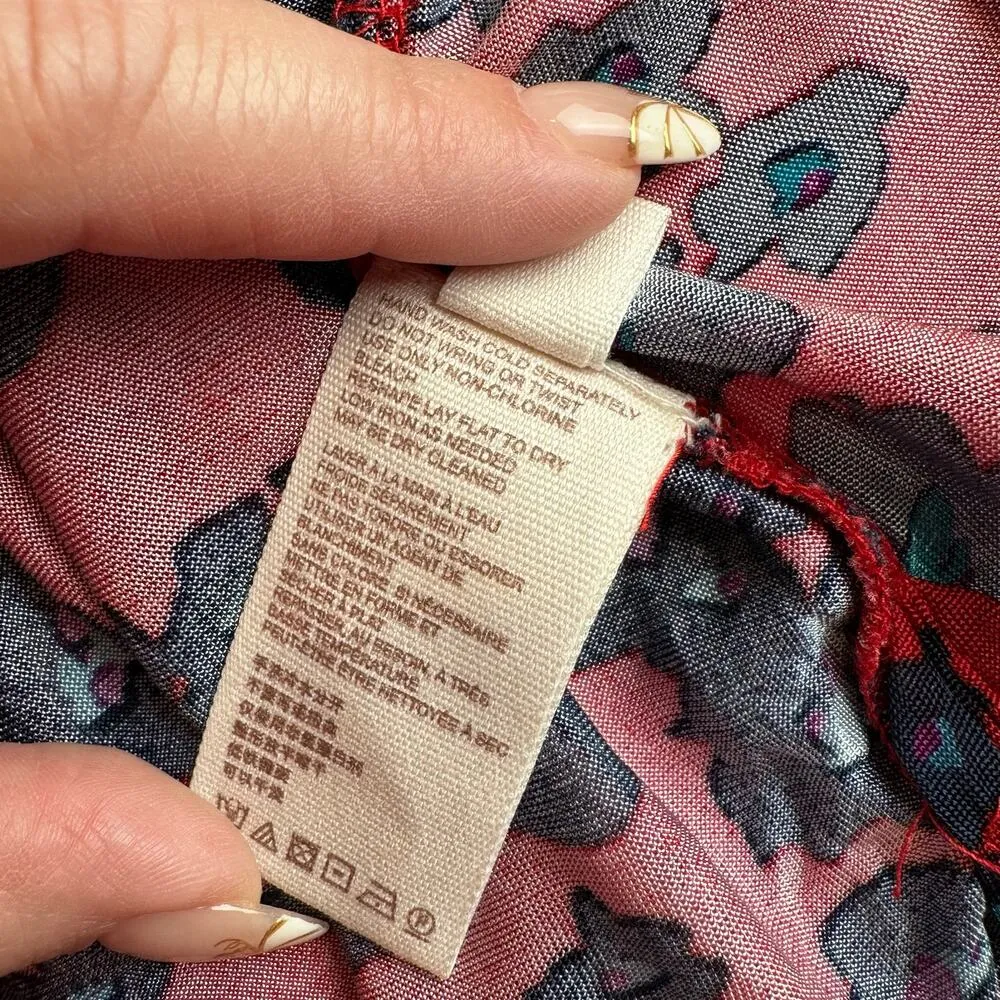 HAND WASH COLD SEPARATELY
DO NOT WRING OR TWIST
USE ONLY NON-CHLORINE
BLEACH
RESHAPE LAY FLAT TO DRY
LOW IRON AS NEEDED
MAY BE DRY CLEANED
LAVER À LA MAIN À L'EAU
FROIDE SÉPARÉMENT
NE PAS TORDRE OU ESSORER
UTILISER UN AGENT DE
BLANCHIMENT
SANS CHLORE, SI NÉCESSAIRE
METTRE EN FORME ET
SÉCHER À PLAT
REPASSER, AU BESOIN, À TRÈS
BASSE TEMPÉRATURE
PEUT-ÊTRE ÊTRE NETTOYÉE À SEC